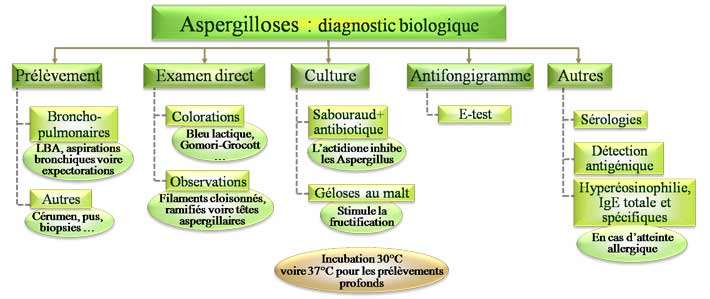 Aspergilloses : diagnostic biologique
Prélèvement
Broncho-
pulmonaires
LBA, aspirations
bronchiques voire
expectorations
Autres
Cérumen, pus,
biopsies …
Examen direct
Colorations
Bleu lactique,
Gomori-Grocott
…
Observations
Filaments cloisonnés,
ramifiés voire têtes
aspergillaires
Culture
Sabouraud+
antibiotique
L'actidione inhibe
les Aspergillus
Géloses au malt
Stimule la
fructification
Antifongigramme
E-test
Autres
Sérologies
Détection
antigénique
Hyperéosinophilie,
IgE totale et
spécifiques
En cas d'atteinte
allergique
Incubation 30°C
voire 37°C pour les prélèvements
profonds